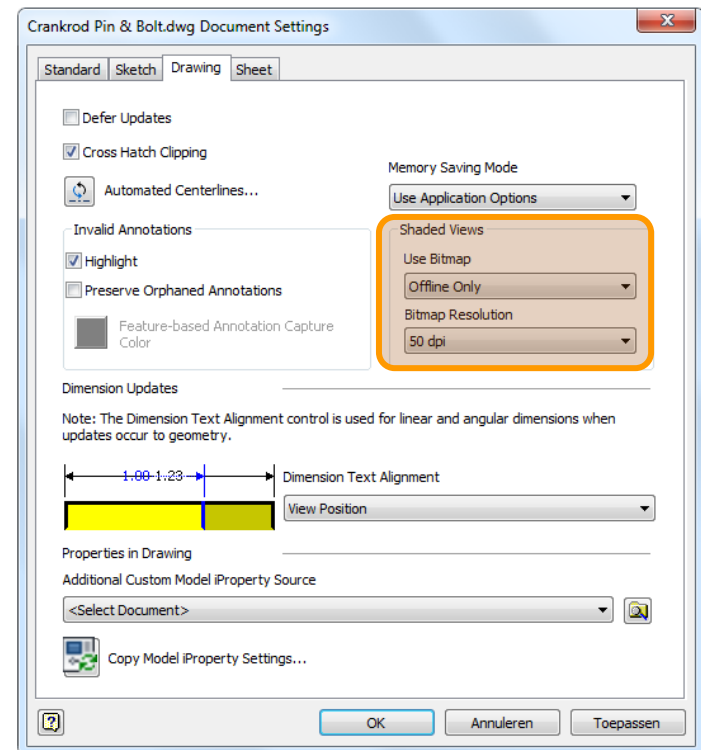 Crankrod Pin & Bolt.dwg Document Settings
Standard Sketch Drawing Sheet
Defer Updates
Cross Hatch Clipping
Memory Saving Mode
Automated Centerlines...
Use Application Options
Invalid Annotations
Shaded Views
Highlight
Use Bitmap
Preserve Orphaned Annotations
Offline Only
Bitmap Resolution
Feature-based Annotation Capture
Color
50 dpi
Dimension Updates
Note: The Dimension Text Alignment control is used for linear and angular dimensions when
updates occur to geometry.
1.00 1.23
Dimension Text Alignment
View Position
Properties in Drawing
Additional Custom Model iProperty Source
<Select Document>
Copy Model iProperty Settings...
?
OK Annuleren Toepassen